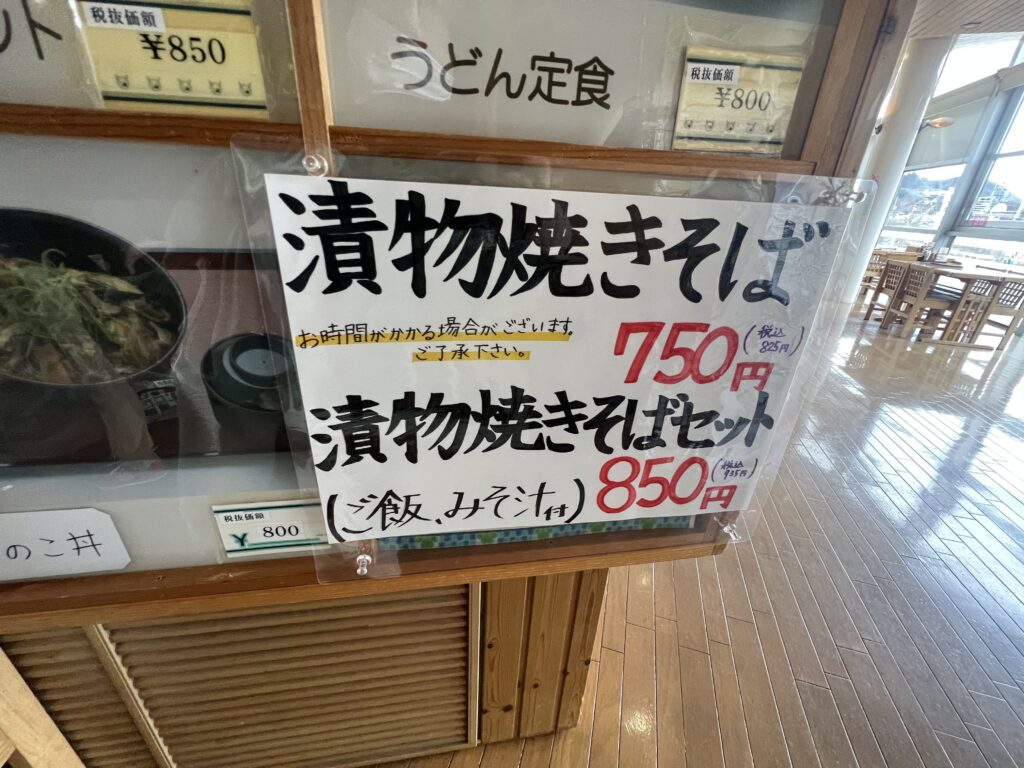 ット
税抜価額
¥850
うどん定食
税抜価額
¥800
漬物焼きそば
お時間がかかる場合がございます。
ご了承下さい。
750円
(税込
825円)
漬物焼きそばセット
(ご飯、みそ汁付)
850円
(税込
935円)
のこ丼
税抜価額
¥ 800